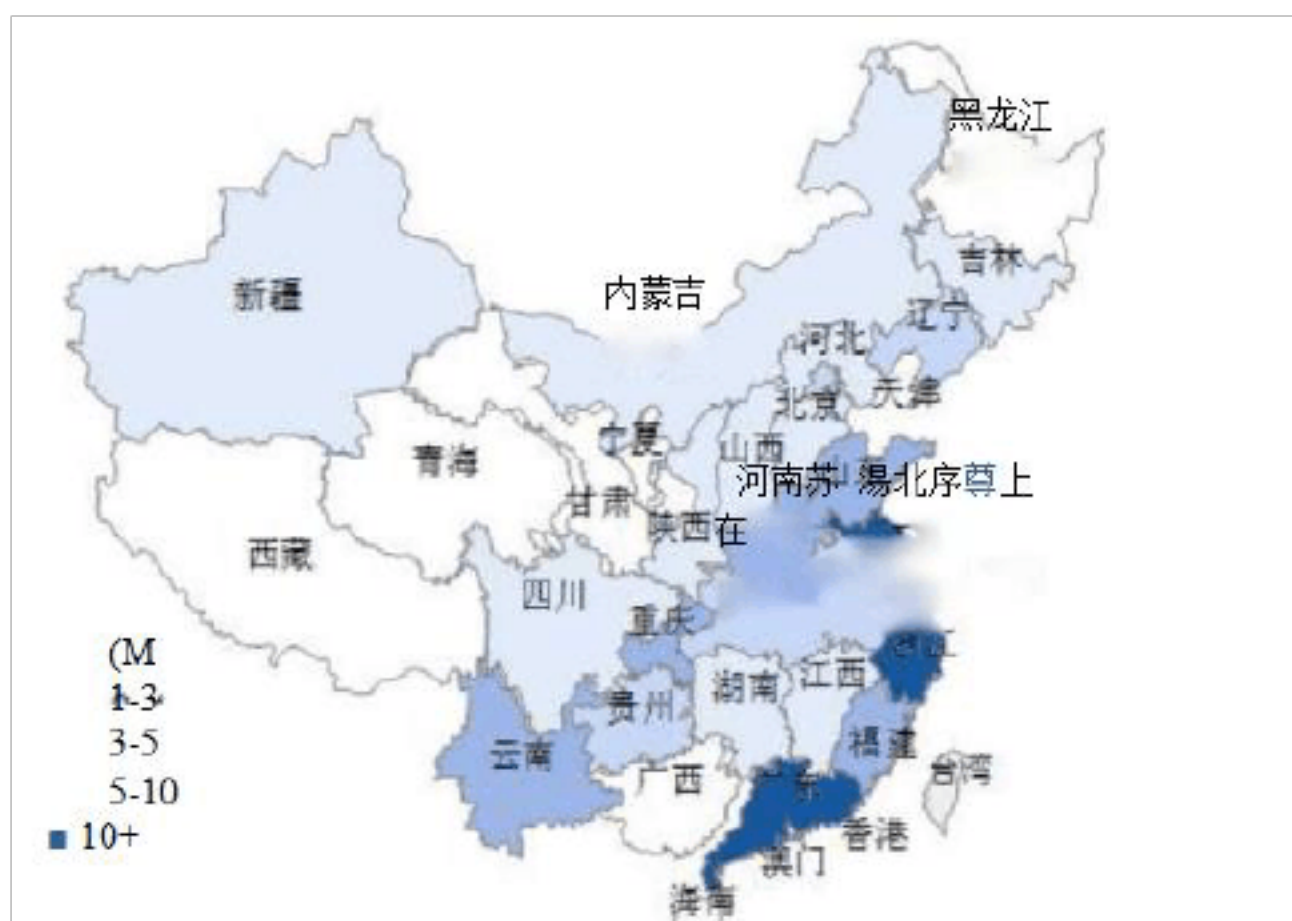 黑龙江
吉林
新疆
内蒙吉
辽宁
河北
天津
北京
宁夏
山西
青海
河南苏 湯北序尊上
甘肃
陕西在
西藏
四川
重庆
(M
江西
湖南
1-3
贵州
3-5
福建
云南
台湾
广西
5-10
10+
香港
澳门
海南